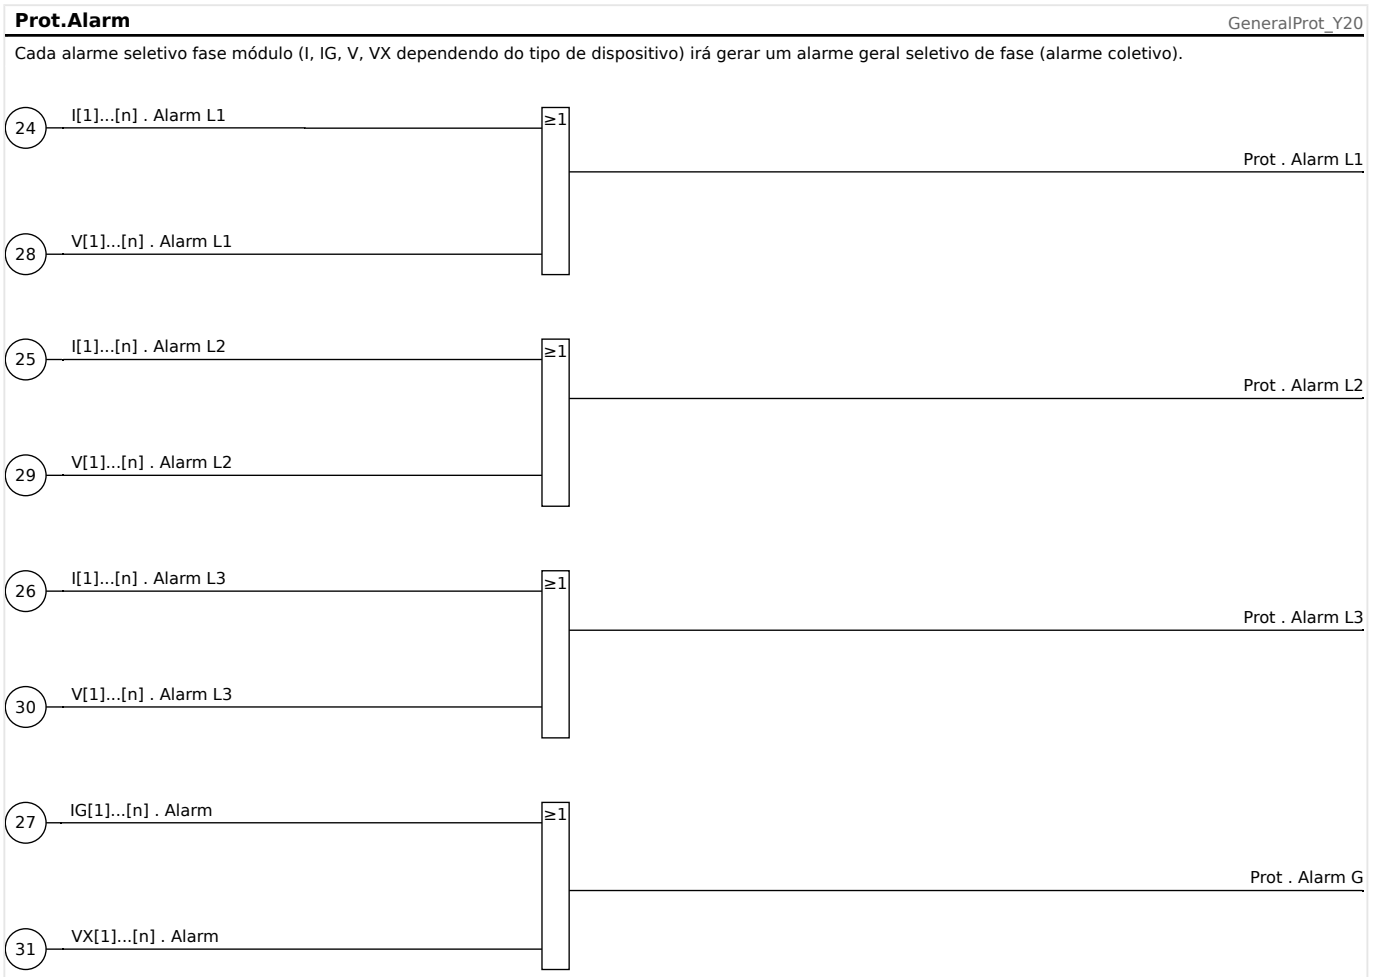 Prot.Alarm
GeneralProt_Y20
Cada alarme seletivo fase módulo (I, IG, V, VX dependendo do tipo de dispositivo) irá gerar um alarme geral seletivo de fase (alarme coletivo).
24
I[1]...[n] . Alarm L1
≥1
Prot . Alarm L1
28
V[1]...[n] . Alarm L1
25
I[1]...[n] . Alarm L2
≥1
Prot . Alarm L2
29
V[1]...[n] . Alarm L2
26
I[1]...[n] . Alarm L3
≥1
Prot . Alarm L3
30
V[1]...[n] . Alarm L3
27
IG[1]...[n] . Alarm
≥1
Prot . Alarm G
31
VX[1]...[n] . Alarm